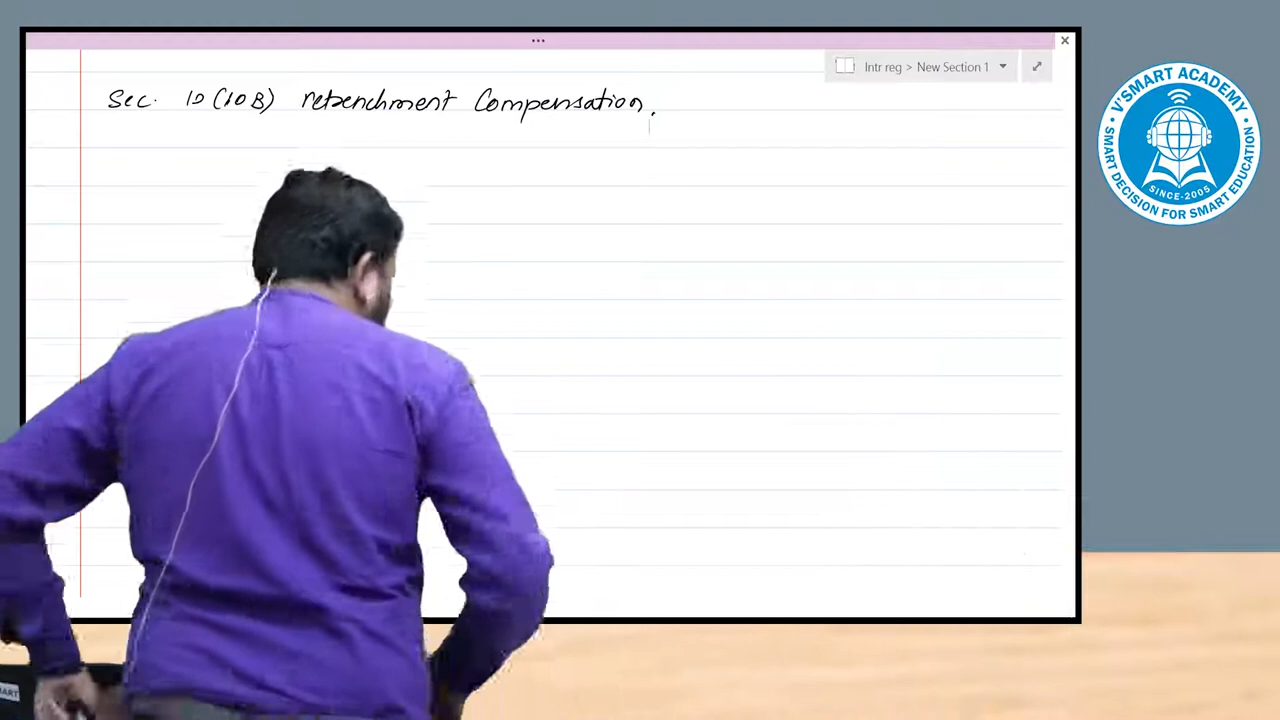 Intr reg > New Section 1
Sec. 10 (10B) retrenchment Compensation.
V'SMART ACADEMY
SINCE-2005
SMART DECISION FOR SMART EDUCATION
MART